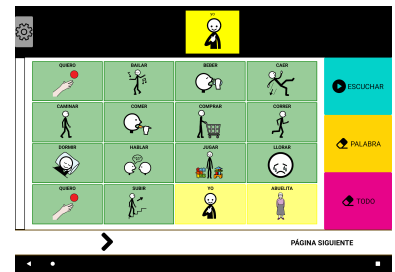 YO
QUIERO BAILAR BEBER CAER
ESCUCHAR
CAMINAR COMER COMPRAR CORRER
PALABRA
DORMIR HABLAR JUGAR LLORAR
QUIERO SUBIR YO ABUELITA
TODO
PÁGINA SIGUIENTE